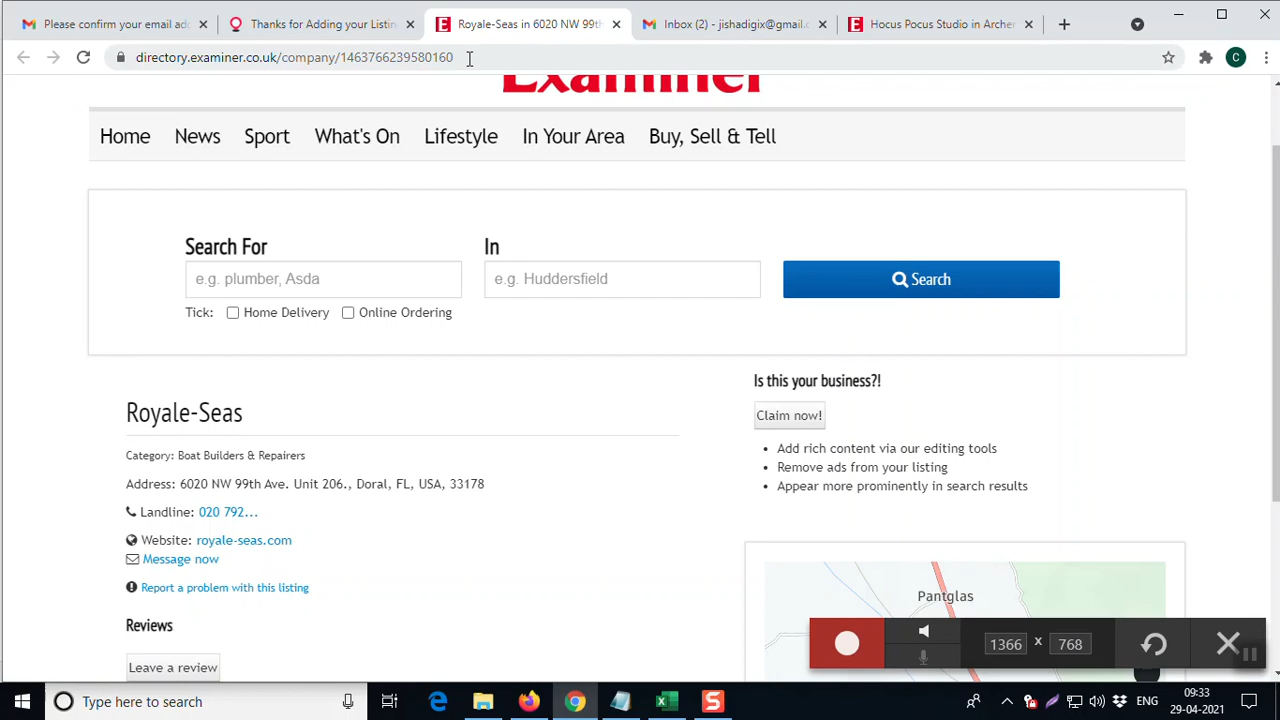 Please confirm your email add
Thanks for Adding your Listin
Royale-Seas in 6020 NW 99th
Inbox (2) - jishadigix@gmail.c
Hocus Pocus Studio in Archer
directory.examiner.co.uk/company/1463766239580160
C
Examiner
Home News Sport What's On Lifestyle In Your Area Buy, Sell & Tell
Search For
In
e.g. plumber, Asda
e.g. Huddersfield
Search
Tick: Home Delivery Online Ordering
Is this your business?!
Claim now!
Add rich content via our editing tools
Remove ads from your listing
Appear more prominently in search results
Royale-Seas
Category: Boat Builders & Repairers
Address: 6020 NW 99th Ave. Unit 206., Doral, FL, USA, 33178
Landline: 020 792...
Website: royale-seas.com
Message now
Report a problem with this listing
Reviews
Leave a review
Pantglas
1366 x 768
Type here to search
ENG
09:33
29-04-2021